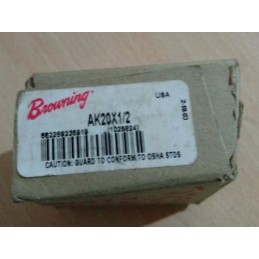 Browning
USA
AK20X1/2
CAUTION: GUARD TO CONFORM TO OSHA STDS